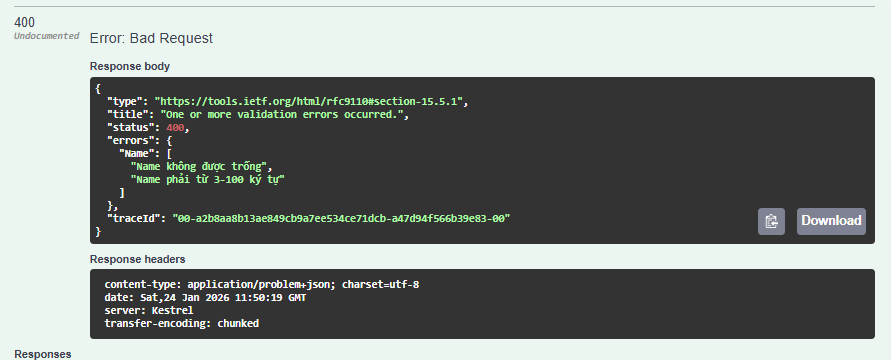 400
Undocumented
Error: Bad Request
Response body
{
  "type": "https://tools.ietf.org/html/rfc9110#section-15.5.1",
  "title": "One or more validation errors occurred.",
  "status": 400,
  "errors": {
    "Name": [
      "Name không được trống",
      "Name phải từ 3-100 ký tự"
    ]
  },
  "traceId": "00-a2b8aa8b13ae849cb9a7ee534ce71dcb-a47d94f566b39e83-00"
}
Download
Response headers
content-type: application/problem+json; charset=utf-8
date: Sat,24 Jan 2026 11:50:19 GMT
server: Kestrel
transfer-encoding: chunked
Responses